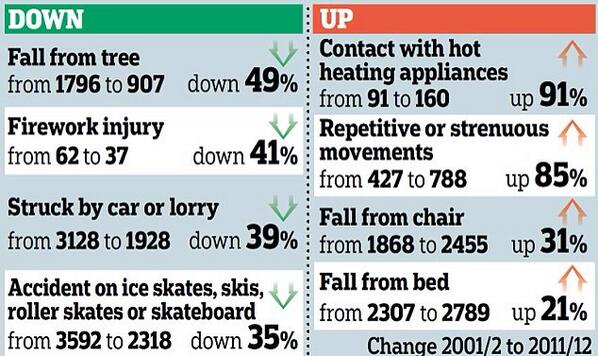 DOWN
Fall from tree
from 1796 to 907 down 49%
Firework injury
from 62 to 37 down 41%
Struck by car or lorry
from 3128 to 1928 down 39%
Accident on ice skates, skis,
roller skates or skateboard
from 3592 to 2318 down 35%
UP
Contact with hot
heating appliances
from 91 to 160 up 91%
Repetitive or strenuous
movements
from 427 to 788 up 85%
Fall from chair
from 1868 to 2455 up 31%
Fall from bed
from 2307 to 2789 up 21%
Change 2001/2 to 2011/12